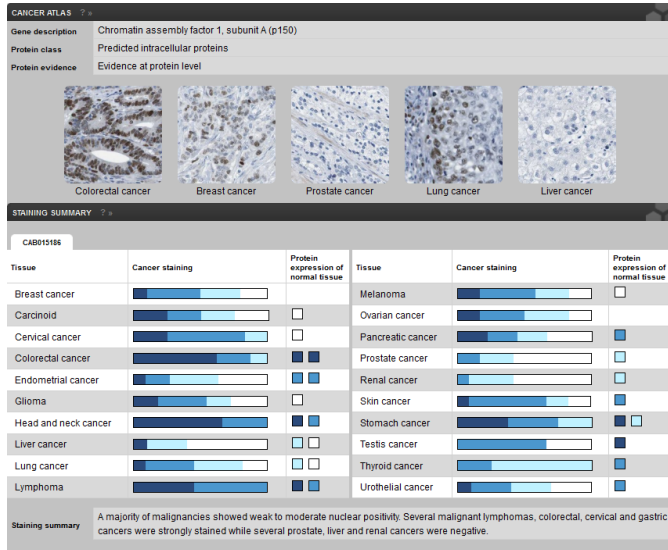 CANCER ATLAS ? »
Gene description Chromatin assembly factor 1, subunit A (p150)
Protein class Predicted intracellular proteins
Protein evidence Evidence at protein level
Colorectal cancer Breast cancer Prostate cancer Lung cancer Liver cancer
STAINING SUMMARY ? »
CAB015186
Tissue Cancer staining Protein expression of normal tissue Tissue Cancer staining Protein expression of normal tissue
Breast cancer Melanoma
Carcinoid Ovarian cancer
Cervical cancer Pancreatic cancer
Colorectal cancer Prostate cancer
Endometrial cancer Renal cancer
Glioma Skin cancer
Head and neck cancer Stomach cancer
Liver cancer Testis cancer
Lung cancer Thyroid cancer
Lymphoma Urothelial cancer
Staining summary A majority of malignancies showed weak to moderate nuclear positivity. Several malignant lymphomas, colorectal, cervical and gastric
cancers were strongly stained while several prostate, liver and renal cancers were negative.